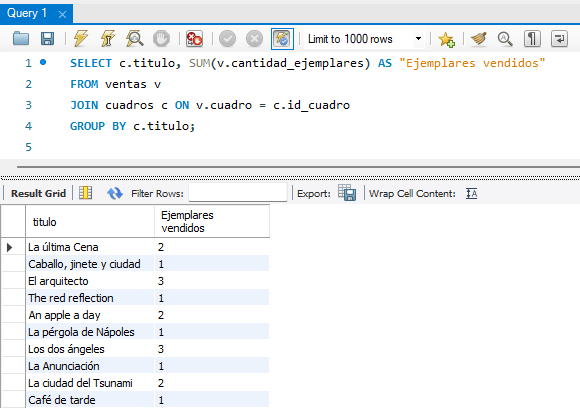 Query 1
Limit to 1000 rows
1 SELECT c.titulo, SUM(v.cantidad_ejemplares) AS "Ejemplares vendidos"
2 FROM ventas v
3 JOIN cuadros c ON v.cuadro = c.id_cuadro
4 GROUP BY c.titulo;
5
Result Grid Filter Rows: Export: Wrap Cell Content:
titulo Ejemplares vendidos
La última Cena 2
Caballo, jinete y ciudad 1
El arquitecto 3
The red reflection 1
An apple a day 2
La pérgola de Nápoles 1
Los dos ángeles 3
La Anunciación 1
La ciudad del Tsunami 2
Café de tarde 1